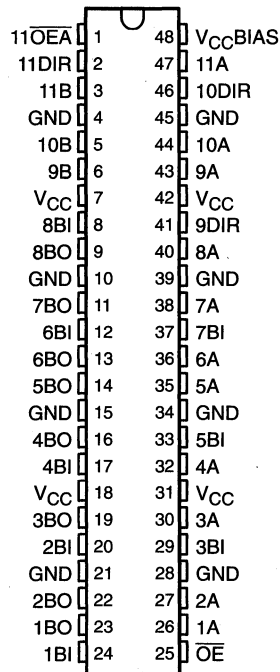 11O̅E̅A̅ 1 48 VCCBIAS
11DIR 2 47 11A
11B 3 46 10DIR
GND 4 45 GND
10B 5 44 10A
9B 6 43 9A
VCC 7 42 VCC
8BI 8 41 9DIR
8BO 9 40 8A
GND 10 39 GND
7BO 11 38 7A
6BI 12 37 7BI
6BO 13 36 6A
5BO 14 35 5A
GND 15 34 GND
4BO 16 33 5BI
4BI 17 32 4A
VCC 18 31 VCC
3BO 19 30 3A
2BI 20 29 3BI
GND 21 28 GND
2BO 22 27 2A
1BO 23 26 1A
1BI 24 25 O̅E̅